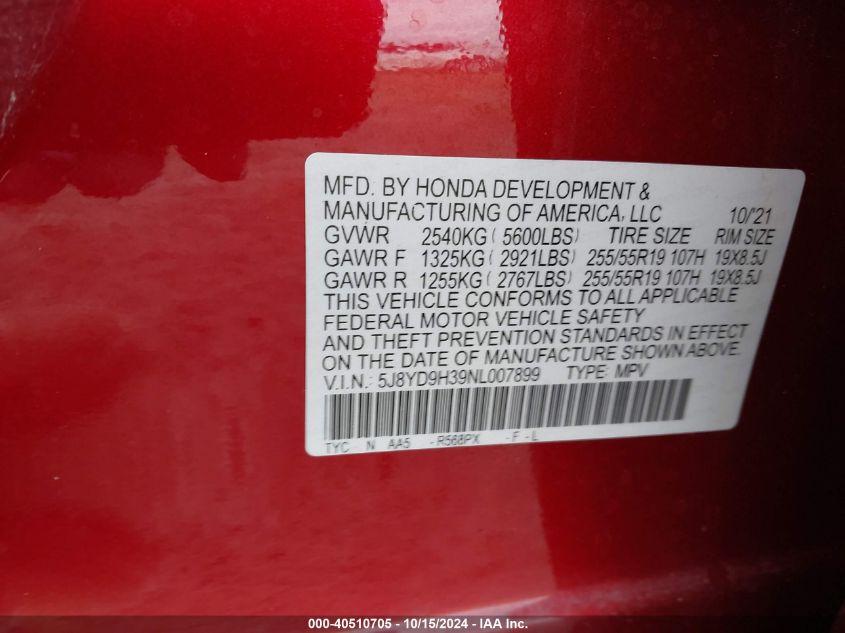 MFD. BY HONDA DEVELOPMENT &
MANUFACTURING OF AMERICA, LLC 10/'21
GVWR 2540KG ( 5600LBS) TIRE SIZE RIM SIZE
GAWR F 1325KG ( 2921LBS) 255/55R19 107H 19X8.5J
GAWR R 1255KG ( 2767LBS) 255/55R19 107H 19X8.5J
THIS VEHICLE CONFORMS TO ALL APPLICABLE
FEDERAL MOTOR VEHICLE SAFETY
AND THEFT PREVENTION STANDARDS IN EFFECT
ON THE DATE OF MANUFACTURE SHOWN ABOVE.
V.I.N.: 5J8YD9H39NL007899 TYPE: MPV
TYC N AA5 -R568PX -F-L
000-40510705 - 10/15/2024 - IAA Inc.